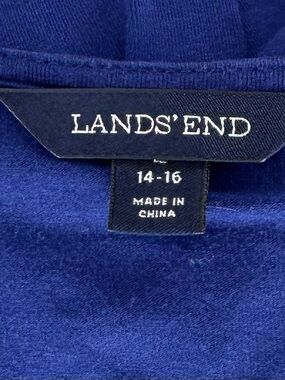 LANDS' END
14-16
MADE IN
CHINA